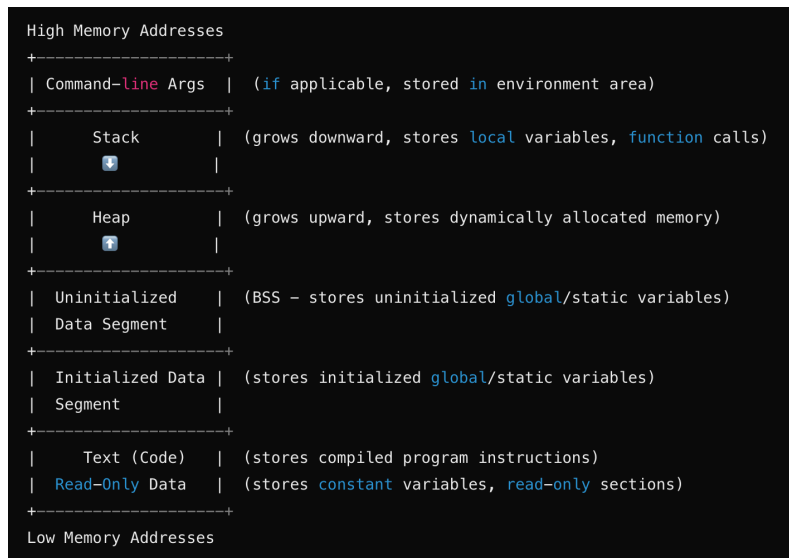 High Memory Addresses
+--------------------+
| Command-line Args  |  (if applicable, stored in environment area)
+--------------------+
|      Stack        |  (grows downward, stores local variables, function calls)
|       ⬇️          |
+--------------------+
|      Heap         |  (grows upward, stores dynamically allocated memory)
|       ⬆️          |
+--------------------+
|  Uninitialized    |  (BSS – stores uninitialized global/static variables)
|  Data Segment     |
+--------------------+
|  Initialized Data |  (stores initialized global/static variables)
|  Segment          |
+--------------------+
|     Text (Code)   |  (stores compiled program instructions)
|  Read-Only Data   |  (stores constant variables, read-only sections)
+--------------------+
Low Memory Addresses